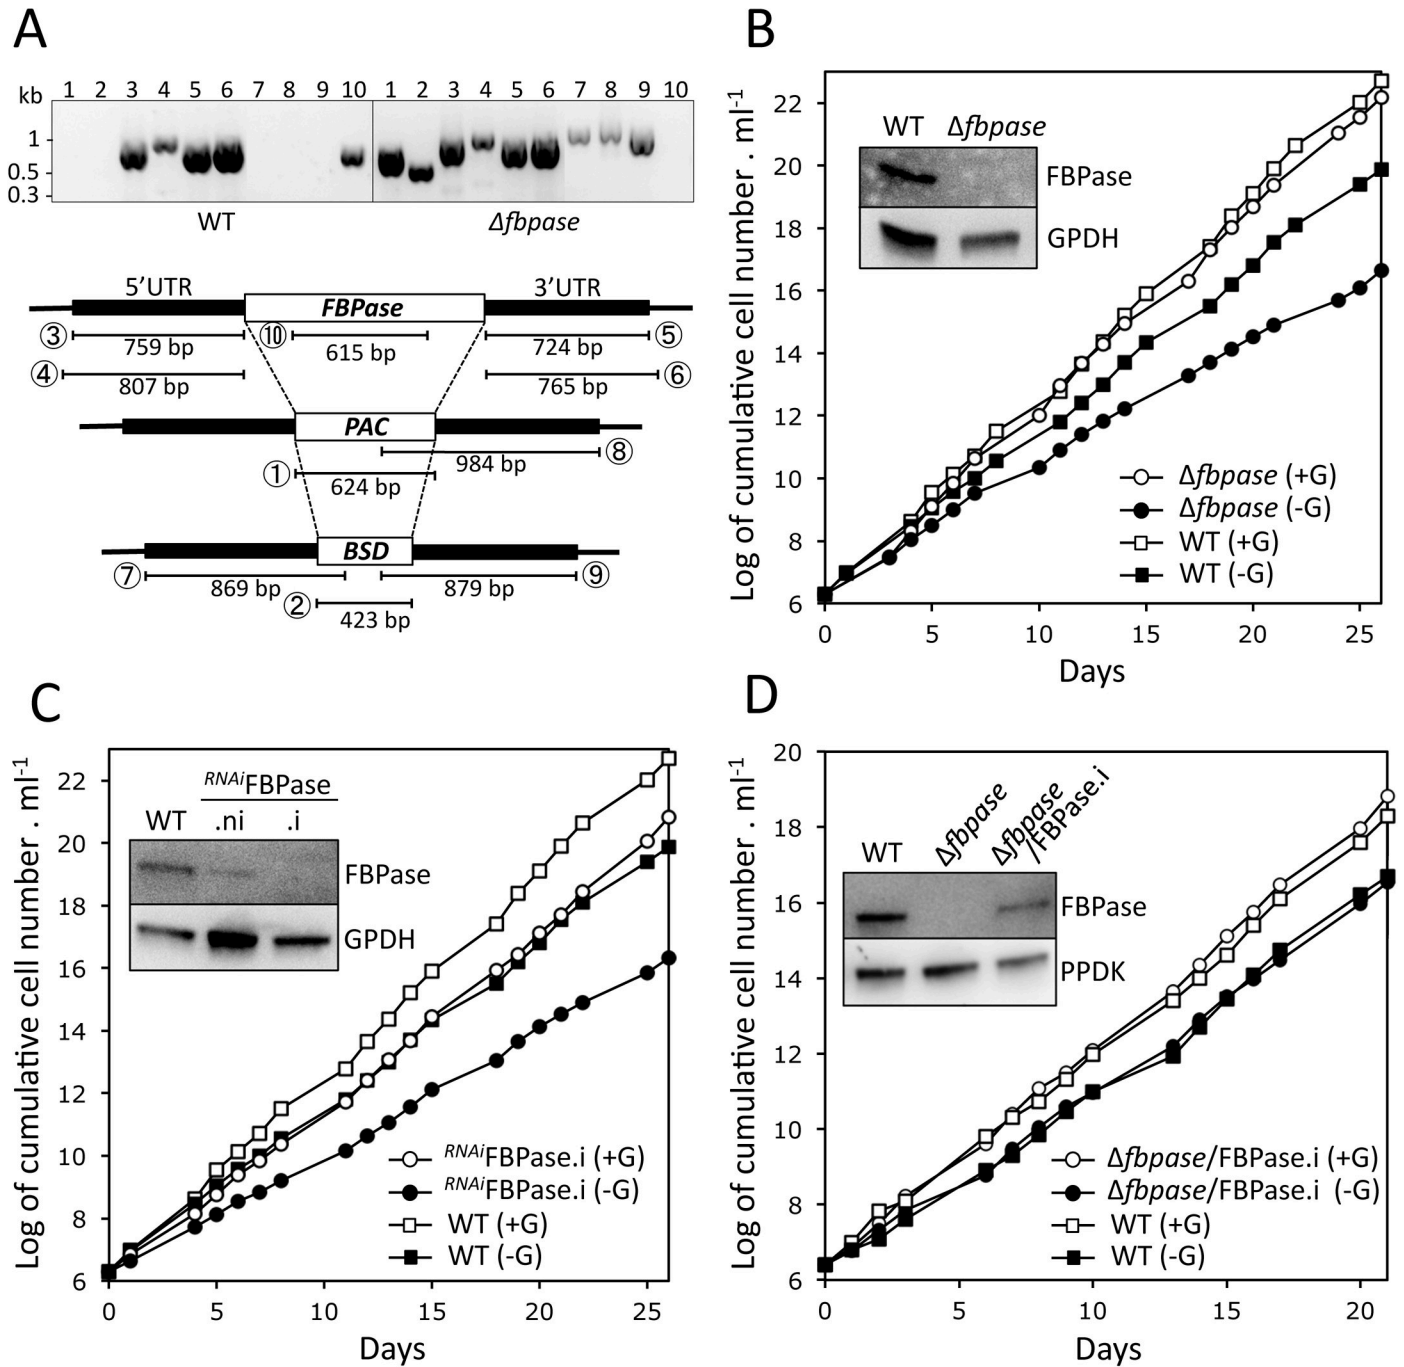 A
1 2 3 4 5 6 7 8 9 10 1 2 3 4 5 6 7 8 9 10
kb
1
0.5
0.3
WT Δfbpase
5’UTR FBPase 3’UTR
③ 759 bp ⑩ 615 bp 724 bp ⑤
④ 807 bp 765 bp ⑥
PAC
984 bp ⑧
① 624 bp
BSD
⑦ 869 bp 879 bp ⑨
② 423 bp
B
Log of cumulative cell number . ml-1
22
20
18
16
14
12
10
8
6
WT Δfbpase
FBPase
GPDH
Δfbpase (+G)
Δfbpase (-G)
WT (+G)
WT (-G)
0 5 10 15 20 25
Days
C
Log of cumulative cell number . ml-1
22
20
18
16
14
12
10
8
6
RNAiFBPase
WT .ni .i
FBPase
GPDH
RNAiFBPase.i (+G)
RNAiFBPase.i (-G)
WT (+G)
WT (-G)
0 5 10 15 20 25
Days
D
Log of cumulative cell number . ml-1
20
18
16
14
12
10
8
6
WT
Δfbpase
Δfbpase
/FBPase.i
FBPase
PPDK
Δfbpase/FBPase.i (+G)
Δfbpase/FBPase.i (-G)
WT (+G)
WT (-G)
0 5 10 15 20
Days